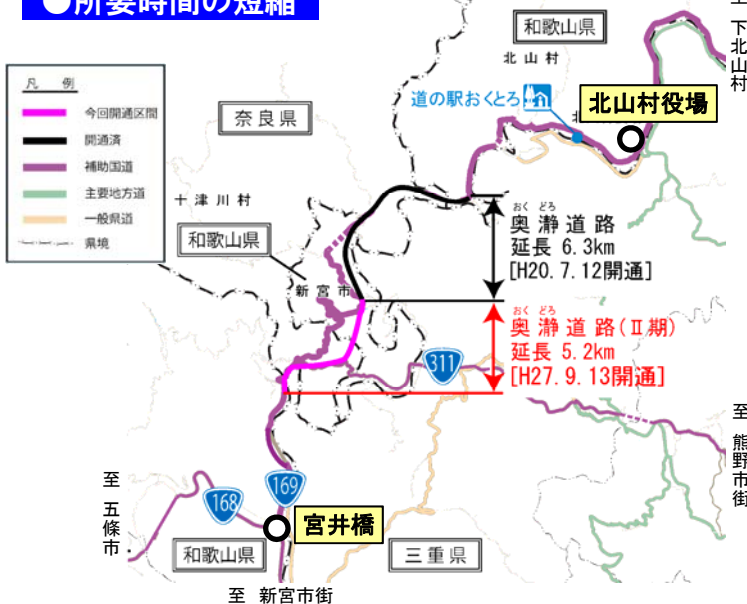 ●所要時間の短縮
凡 例
今回開通区間
開通済
補助国道
主要地方道
一般県道
県境
和歌山県
北山村
至 下北山村
道の駅おくとろ
北山村役場
奈良県
十津川村
和歌山県
新宮市
おく どろ
奥瀞道路
延長 6.3km
[H20.7.12開通]
おく どろ
奥瀞道路(Ⅱ期)
延長 5.2km
[H27.9.13開通]
311
至 熊野市街
至 五條市
168
169
宮井橋
和歌山県
三重県
至 新宮市街